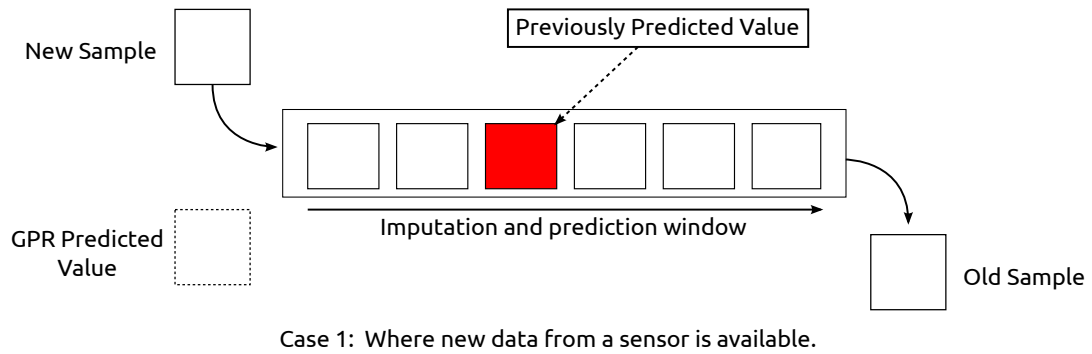 Previously Predicted Value
New Sample
Imputation and prediction window
GPR Predicted
Value
Old Sample
Case 1: Where new data from a sensor is available.